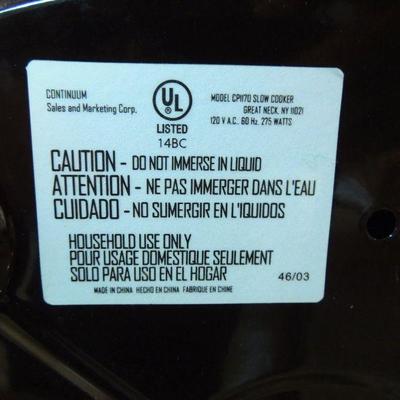 CONTINUUM
Sales and Marketing Corp.
UL
LISTED
14BC
MODEL CP1170 SLOW COOKER
GREAT NECK, NY 11021
120 V A.C. 60 Hz. 275 WATTS
CAUTION - DO NOT IMMERSE IN LIQUID
ATTENTION - NE PAS IMMERGER DANS L'EAU
CUIDADO - NO SUMERGIR EN L'IQUIDOS
HOUSEHOLD USE ONLY
POUR USAGE DOMESTIQUE SEULEMENT
SOLO PARA USO EN EL HOGAR
46/03
MADE IN CHINA HECHO EN CHINA FABRIQUE EN CHINE